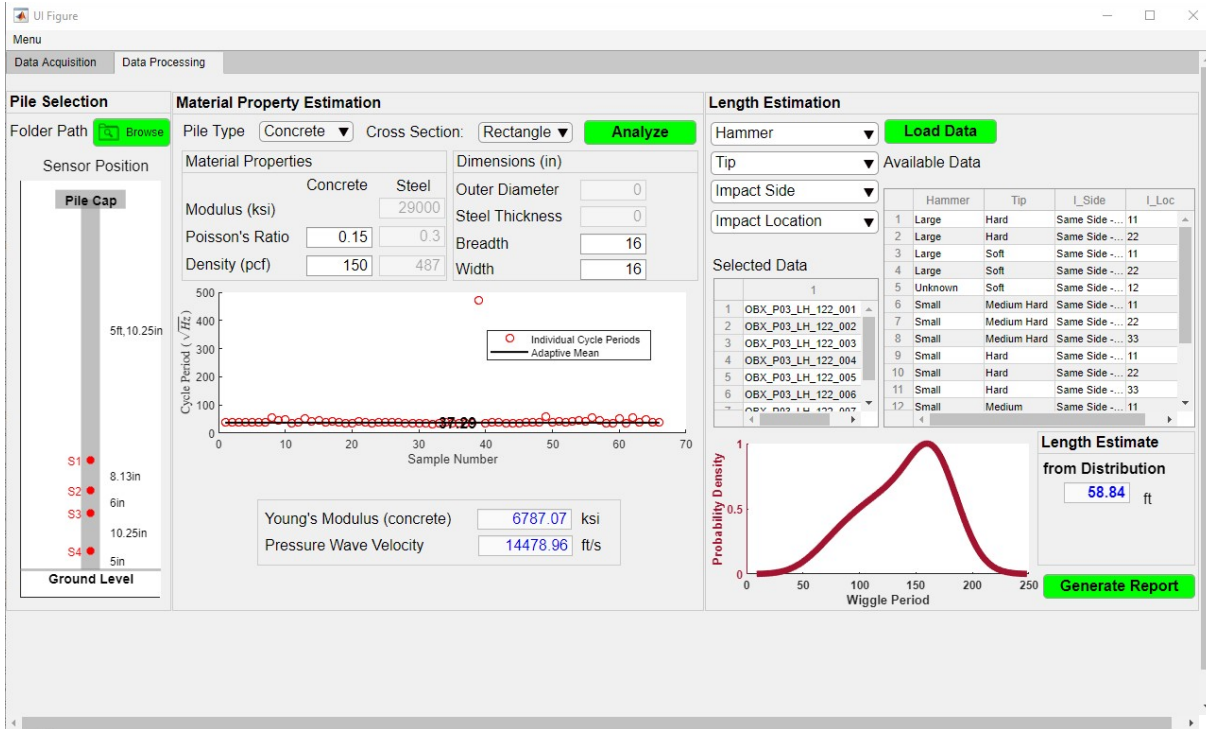 UI Figure
Menu
Data Acquisition Data Processing
Pile Selection
Folder Path Browse
Sensor Position
Pile Cap
5ft,10.25in
S1
8.13in
S2
6in
S3
10.25in
S4
5in
Ground Level
Material Property Estimation
Pile Type Concrete Cross Section: Rectangle Analyze
Material Properties
Concrete Steel
Modulus (ksi) 29000
Poisson's Ratio 0.15 0.3
Density (pcf) 150 487
Dimensions (in)
Outer Diameter 0
Steel Thickness 0
Breadth 16
Width 16
500
400
300
200
100
0
Cycle Period (√Hz)
Individual Cycle Periods
Adaptive Mean
37.29
0 10 20 30 40 50 60 70
Sample Number
Young's Modulus (concrete) 6787.07 ksi
Pressure Wave Velocity 14478.96 ft/s
Length Estimation
Hammer
Tip
Impact Side
Impact Location
Load Data
Available Data
Hammer Tip I_Side I_Loc
1 Large Hard Same Side -... 11
2 Large Hard Same Side -... 22
3 Large Soft Same Side -... 11
4 Large Soft Same Side -... 22
5 Unknown Soft Same Side -... 12
6 Small Medium Hard Same Side -... 11
7 Small Medium Hard Same Side -... 22
8 Small Medium Hard Same Side -... 33
9 Small Hard Same Side -... 11
10 Small Hard Same Side -... 22
11 Small Hard Same Side -... 33
12 Small Medium Same Side -... 11
Selected Data
1
1 OBX_P03_LH_122_001
2 OBX_P03_LH_122_002
3 OBX_P03_LH_122_003
4 OBX_P03_LH_122_004
5 OBX_P03_LH_122_005
6 OBX_P03_LH_122_006
7 OBX_P03_LH_122_007
1
0.5
0
Probability Density
0 50 100 150 200 250
Wiggle Period
Length Estimate
from Distribution
58.84 ft
Generate Report